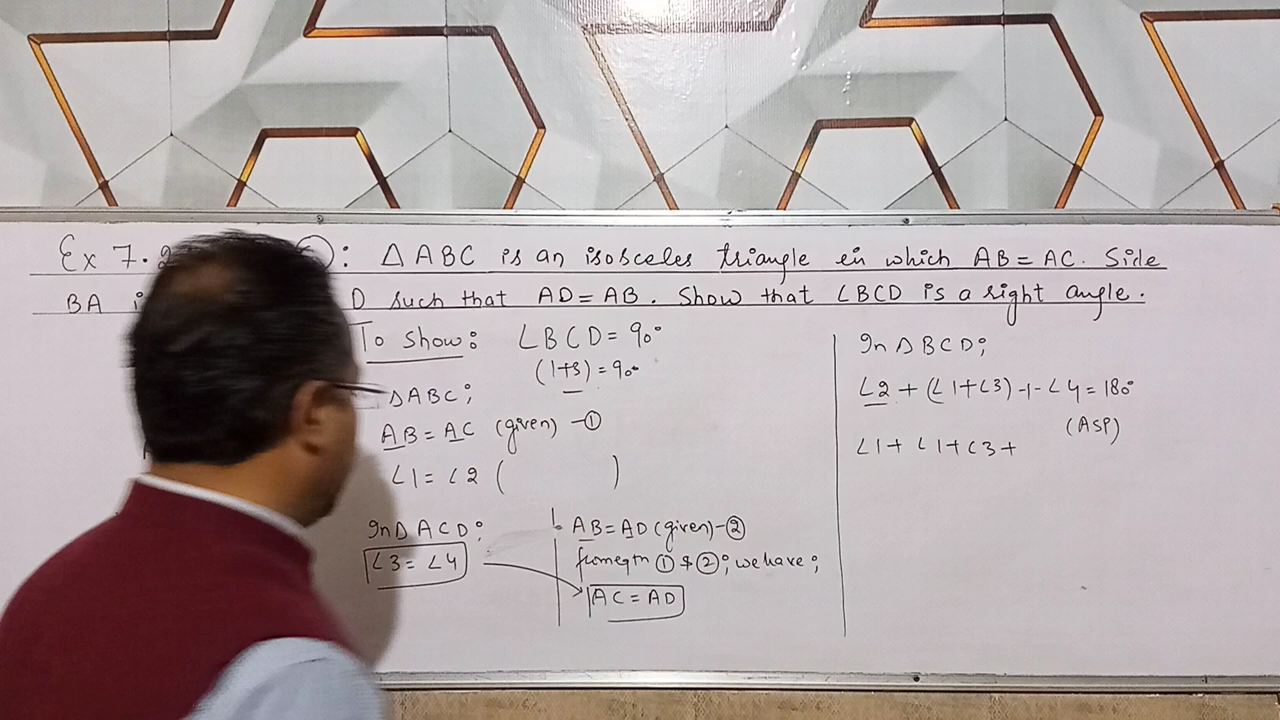 Ex 7. : △ ABC is an isosceles triangle in which AB = AC. Side
BA D such that AD = AB. Show that ∠BCD is a right angle.
To show: ∠BCD = 90°
(1+3) = 90°
△ABC;
AB = AC (given) -①
∠1 = ∠2 ( )
In △ ACD;
∠3 = ∠4
AB = AD (given) -②
from eqtn ① & ②; we have;
AC = AD
In △ BCD;
∠2 + (∠1+∠3) + ∠4 = 180°
(ASP)
∠1 + ∠1 + ∠3 +